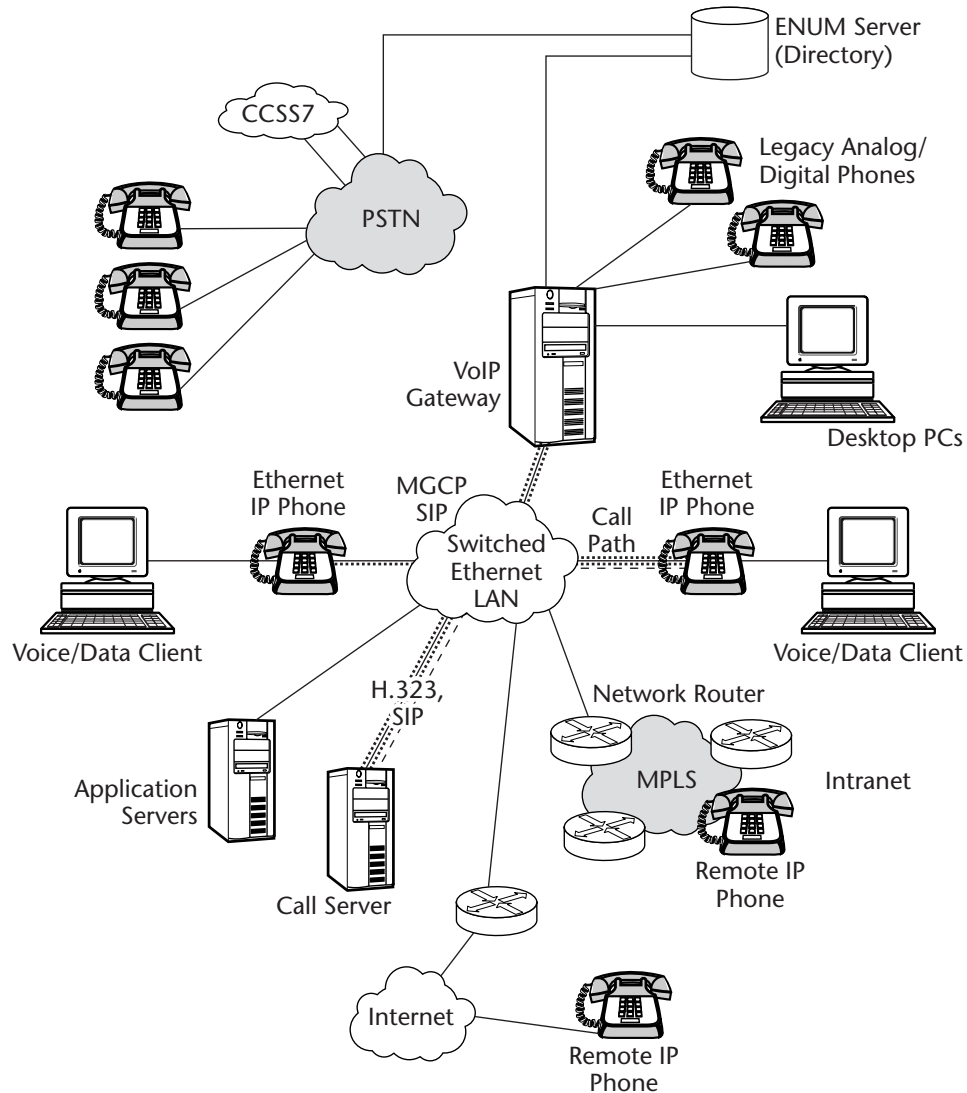 ENUM Server
(Directory)
CCSS7
Legacy Analog/
Digital Phones
PSTN
VoIP
Gateway
Desktop PCs
Ethernet
IP Phone
MGCP
SIP
Call
Path
Ethernet
IP Phone
Switched
Ethernet
LAN
Voice/Data Client
Voice/Data Client
H.323,
SIP
Network Router
Application
Servers
MPLS
Intranet
Remote IP
Phone
Call Server
Internet
Remote IP
Phone